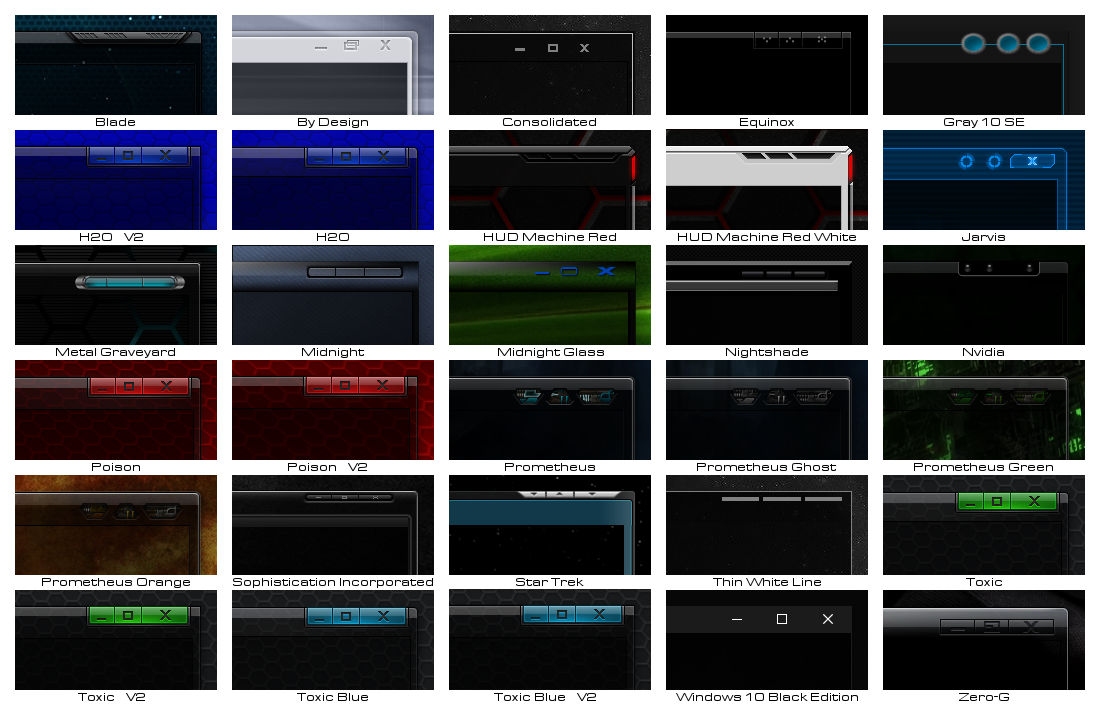 Blade By Design Consolidated Equinox Gray 10 SE
H2O V2 H2O HUD Machine Red HUD Machine Red White Jarvis
Metal Graveyard Midnight Midnight Glass Nightshade Nvidia
Poison Poison V2 Prometheus Prometheus Ghost Prometheus Green
Prometheus Orange Sophistication Incorporated Star Trek Thin White Line Toxic
Toxic V2 Toxic Blue Toxic Blue V2 Windows 10 Black Edition Zero-G